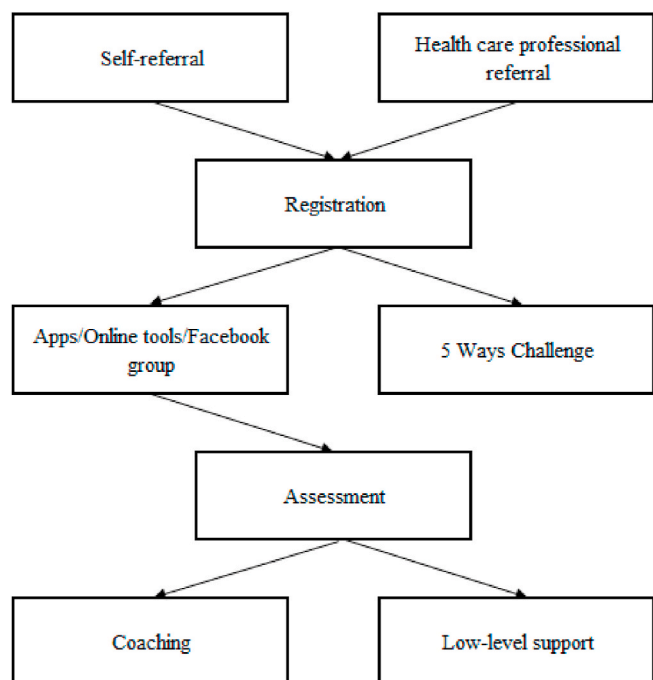 Self-referral
Health care professional
referral
Registration
Apps/Online tools/Facebook
group
5 Ways Challenge
Assessment
Coaching
Low-level support